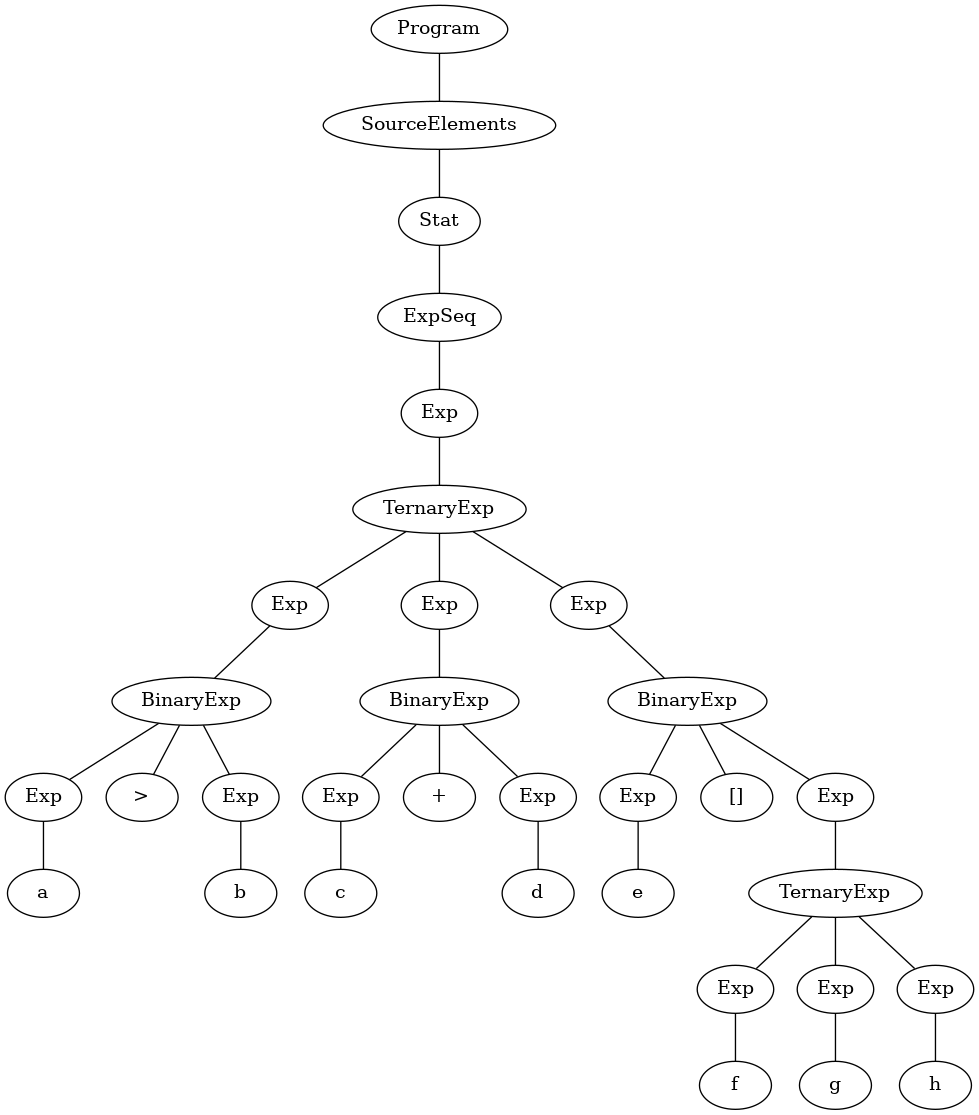 Program
SourceElements
Stat
ExpSeq
Exp
TernaryExp
Exp Exp Exp
BinaryExp BinaryExp BinaryExp
Exp > Exp Exp + Exp Exp [] Exp
a b c d e TernaryExp
Exp Exp Exp
f g h